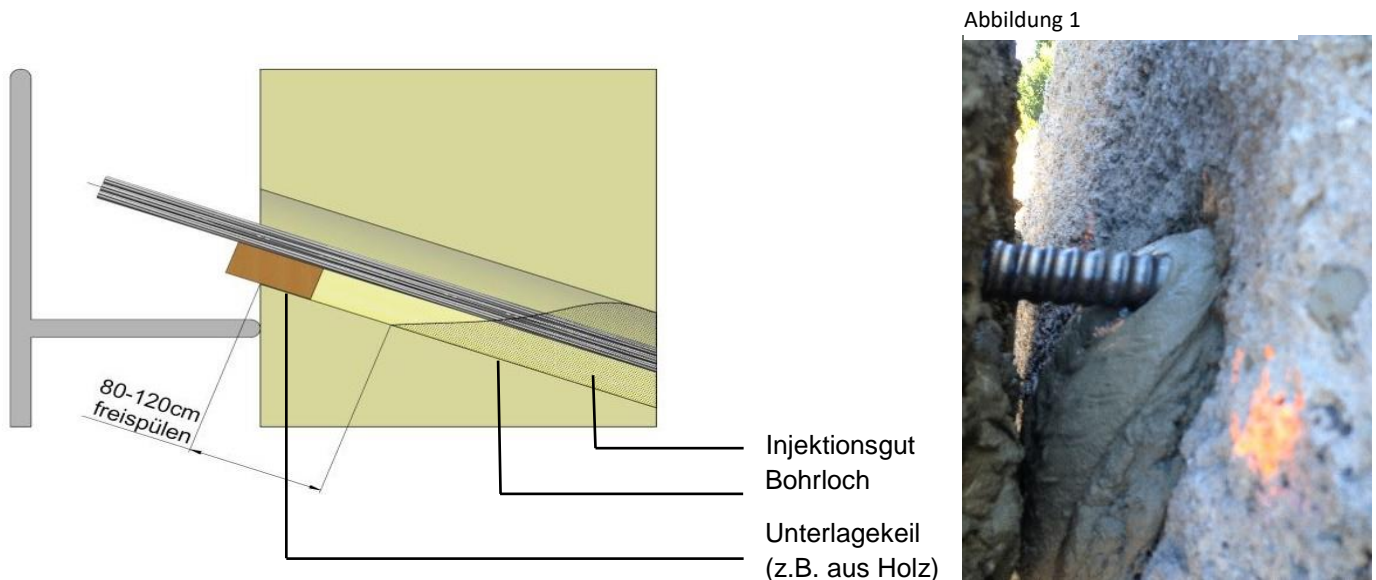 Abbildung 1
80-120cm
freispülen
Injektionsgut
Bohrloch
Unterlagekeil
(z.B. aus Holz)